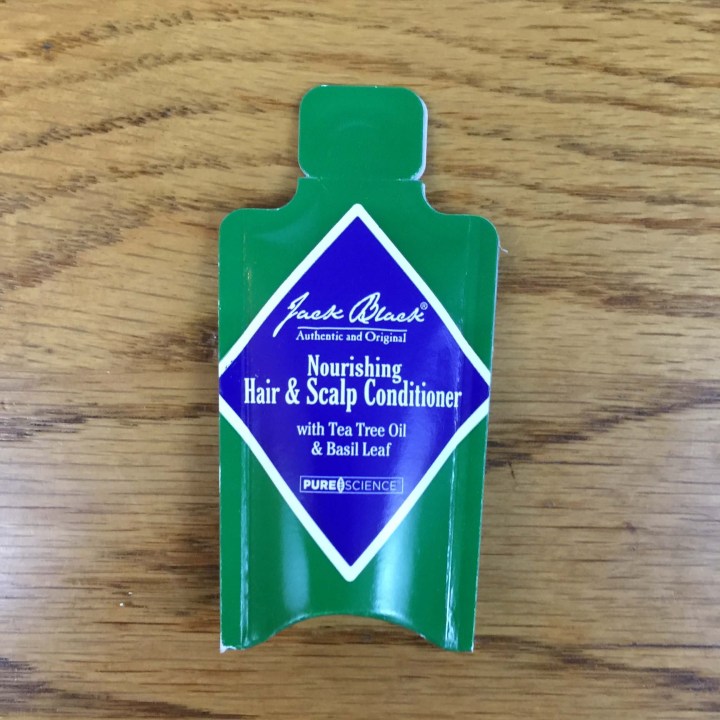 Jack Black®
Authentic and Original
Nourishing
Hair & Scalp Conditioner
with Tea Tree Oil
& Basil Leaf
PURE SCIENCE